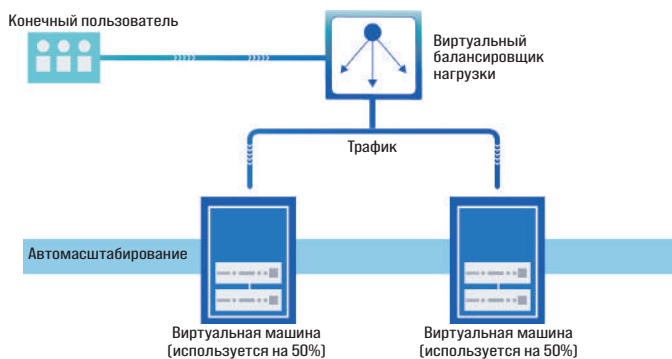 Конечный пользователь
Виртуальный
балансировщик
нагрузки
Трафик
Автомасштабирование
Виртуальная машина
(используется на 50%)
Виртуальная машина
(используется на 50%)